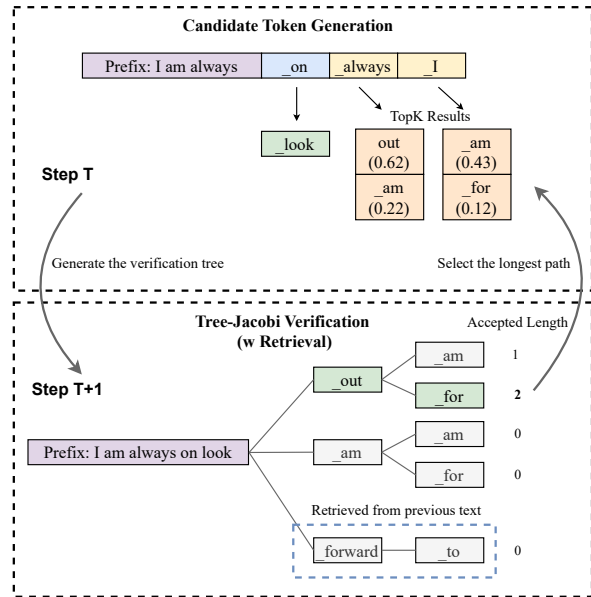 Candidate Token Generation
Prefix: I am always _on _always _I
TopK Results
_look
out
(0.62)
_am
(0.22)
_am
(0.43)
_for
(0.12)
Step T
Generate the verification tree
Select the longest path
Tree-Jacobi Verification
(w Retrieval)
Accepted Length
Step T+1
Prefix: I am always on look
_out
_am 1
_for 2
_am
_am 0
_for 0
Retrieved from previous text
_forward _to 0